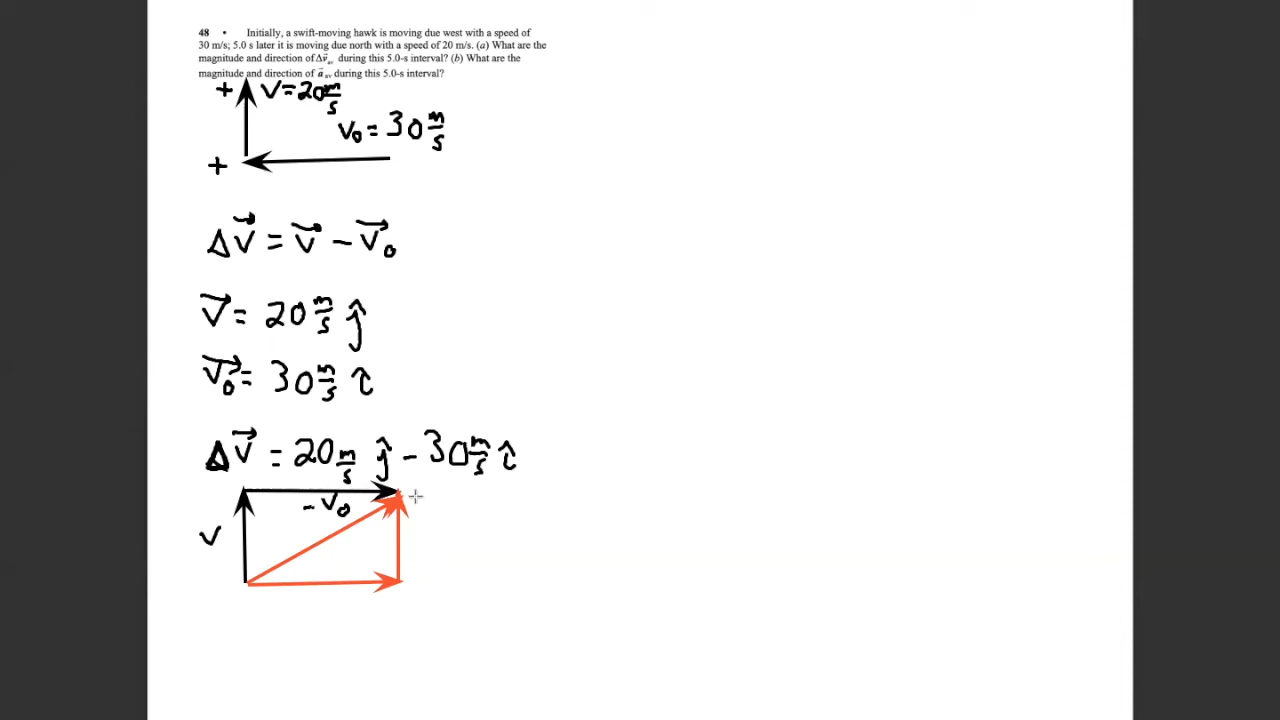 48 • Initially, a swift-moving hawk is moving due west with a speed of
30 m/s; 5.0 s later it is moving due north with a speed of 20 m/s. (a) What are the
magnitude and direction of Δv⃗av during this 5.0-s interval? (b) What are the
magnitude and direction of a⃗av during this 5.0-s interval?
+ V=20 m/s
V₀=30 m/s
+
ΔV⃗ = V⃗ − V⃗₀
V⃗ = 20 m/s ĵ
V⃗₀ = 30 m/s î
ΔV⃗ = 20 m/s ĵ − 30 m/s î
−V₀
V